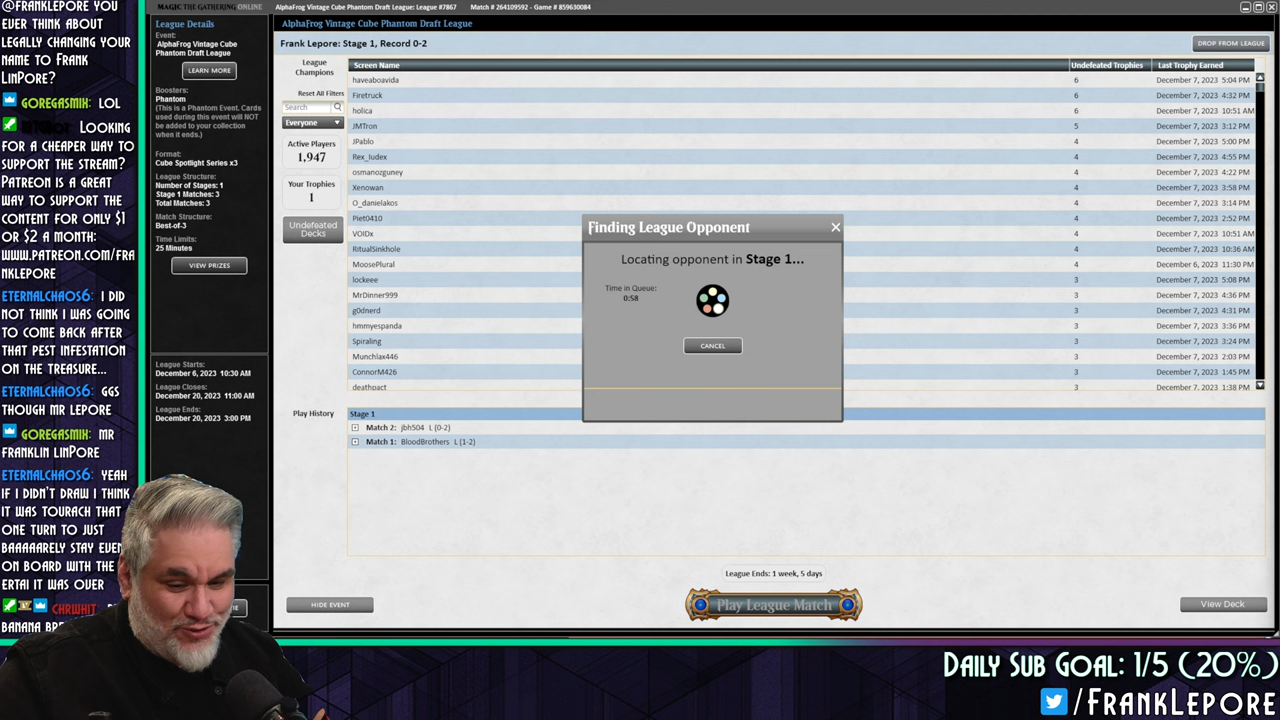 @FRANKLEPORE YOU
EVER THINK ABOUT
LEGALLY CHANGING YOUR
NAME TO FRANK
LINPORE?
GOREGASMIK: LOL
LOOKING
FOR A CHEAPER WAY TO
SUPPORT THE STREAM?
PATREON IS A GREAT
WAY TO SUPPORT THE
CONTENT FOR ONLY $1
OR $2 A MONTH:
WWW.PATREON.COM/FRA
NKLEPORE
ETERNALCHAOS6: I DID
NOT THINK I WAS GOING
TO COME BACK AFTER
THAT PEST INFESTATION
ON THE TREASURE...
ETERNALCHAOS6: GGS
THOUGH MR LEPORE
GOREGASMIK: MR
FRANKLIN LINPORE
ETERNALCHAOS6: YEAH
IF I DIDN'T DRAW I THINK
IT WAS TOURACH THAT
ONE TURN TO JUST
BAAAAARELY STAY EVEN
ON BOARD WITH THE
ERTAI IT WAS OVER
CHRWHIT:
BANANA
MAGIC THE GATHERING ONLINE
AlphaFrog Vintage Cube Phantom Draft League: League #7867 Match # 264109592 - Game # 859630084
League Details
Event:
AlphaFrog Vintage Cube
Phantom Draft League
LEARN MORE
Boosters:
Phantom
(This is a Phantom Event. Cards
used during this event will NOT
be added to your collection
when it ends.)
Format:
Cube Spotlight Series x3
League Structure:
Number of Stages: 1
Stage 1 Matches: 3
Total Matches: 3
Match Structure:
Best-of-3
Time Limits:
25 Minutes
VIEW PRIZES
League Starts:
December 6, 2023 10:30 AM
League Closes:
December 20, 2023 11:00 AM
League Ends:
December 20, 2023 3:00 PM
AlphaFrog Vintage Cube Phantom Draft League
Frank Lepore: Stage 1, Record 0-2
DROP FROM LEAGUE
League
Champions
Reset All Filters
Search
Everyone
Active Players
1,947
Your Trophies
1
Undefeated
Decks
Screen Name Undefeated Trophies Last Trophy Earned
haveaboavida 6 December 7, 2023 5:04 PM
Firetruck 6 December 7, 2023 4:32 PM
holica 6 December 7, 2023 10:51 AM
JMTron 5 December 7, 2023 3:12 PM
JPablo 4 December 7, 2023 5:00 PM
Rex_Iudex 4 December 7, 2023 4:55 PM
osmanozguney 4 December 7, 2023 4:22 PM
Xenowan 4 December 7, 2023 3:58 PM
O_danielakos 4 December 7, 2023 3:14 PM
Piet0410 4 December 7, 2023 2:52 PM
VOIDx 4 December 7, 2023 10:51 AM
RitualSinkhole 4 December 7, 2023 10:36 AM
MoosePlural 4 December 6, 2023 11:30 PM
lockeee 3 December 7, 2023 5:08 PM
MrDinner999 3 December 7, 2023 4:36 PM
g0dnerd 3 December 7, 2023 4:31 PM
hmmyespanda 3 December 7, 2023 3:36 PM
Spiraling 3 December 7, 2023 3:24 PM
Munchlax446 3 December 7, 2023 2:03 PM
ConnorM426 3 December 7, 2023 1:45 PM
deathpact 3 December 7, 2023 1:38 PM
Finding League Opponent
Locating opponent in Stage 1...
Time in Queue:
0:58
CANCEL
Play History
Stage 1
Match 2: jbh504 L (0-2)
Match 1: BloodBrothers L (1-2)
League Ends: 1 week, 5 days
HIDE EVENT
Play League Match
View Deck
DAILY SUB GOAL: 1/5 (20%)
/FRANKLEPORE